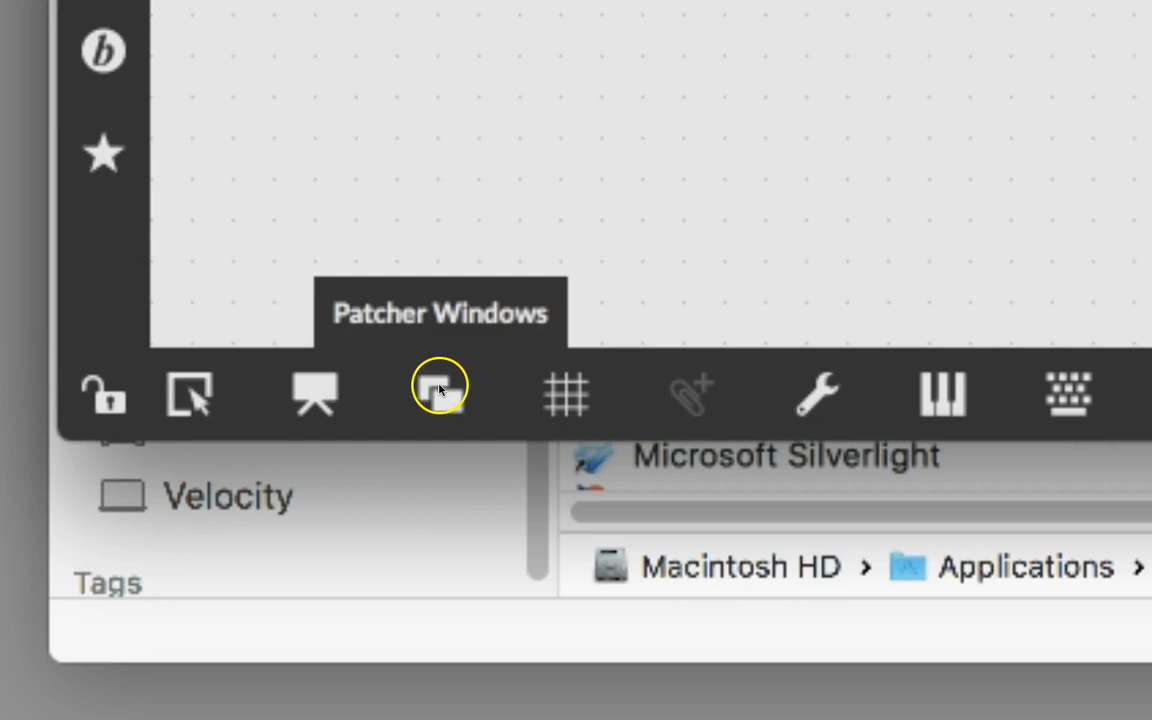 b
Patcher Windows
Microsoft Silverlight
Velocity
Macintosh HD › Applications ›
Tags